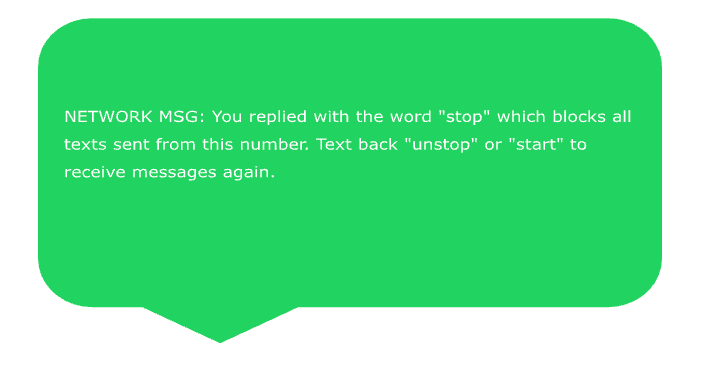 NETWORK MSG: You replied with the word "stop" which blocks all
texts sent from this number. Text back "unstop" or "start" to
receive messages again.